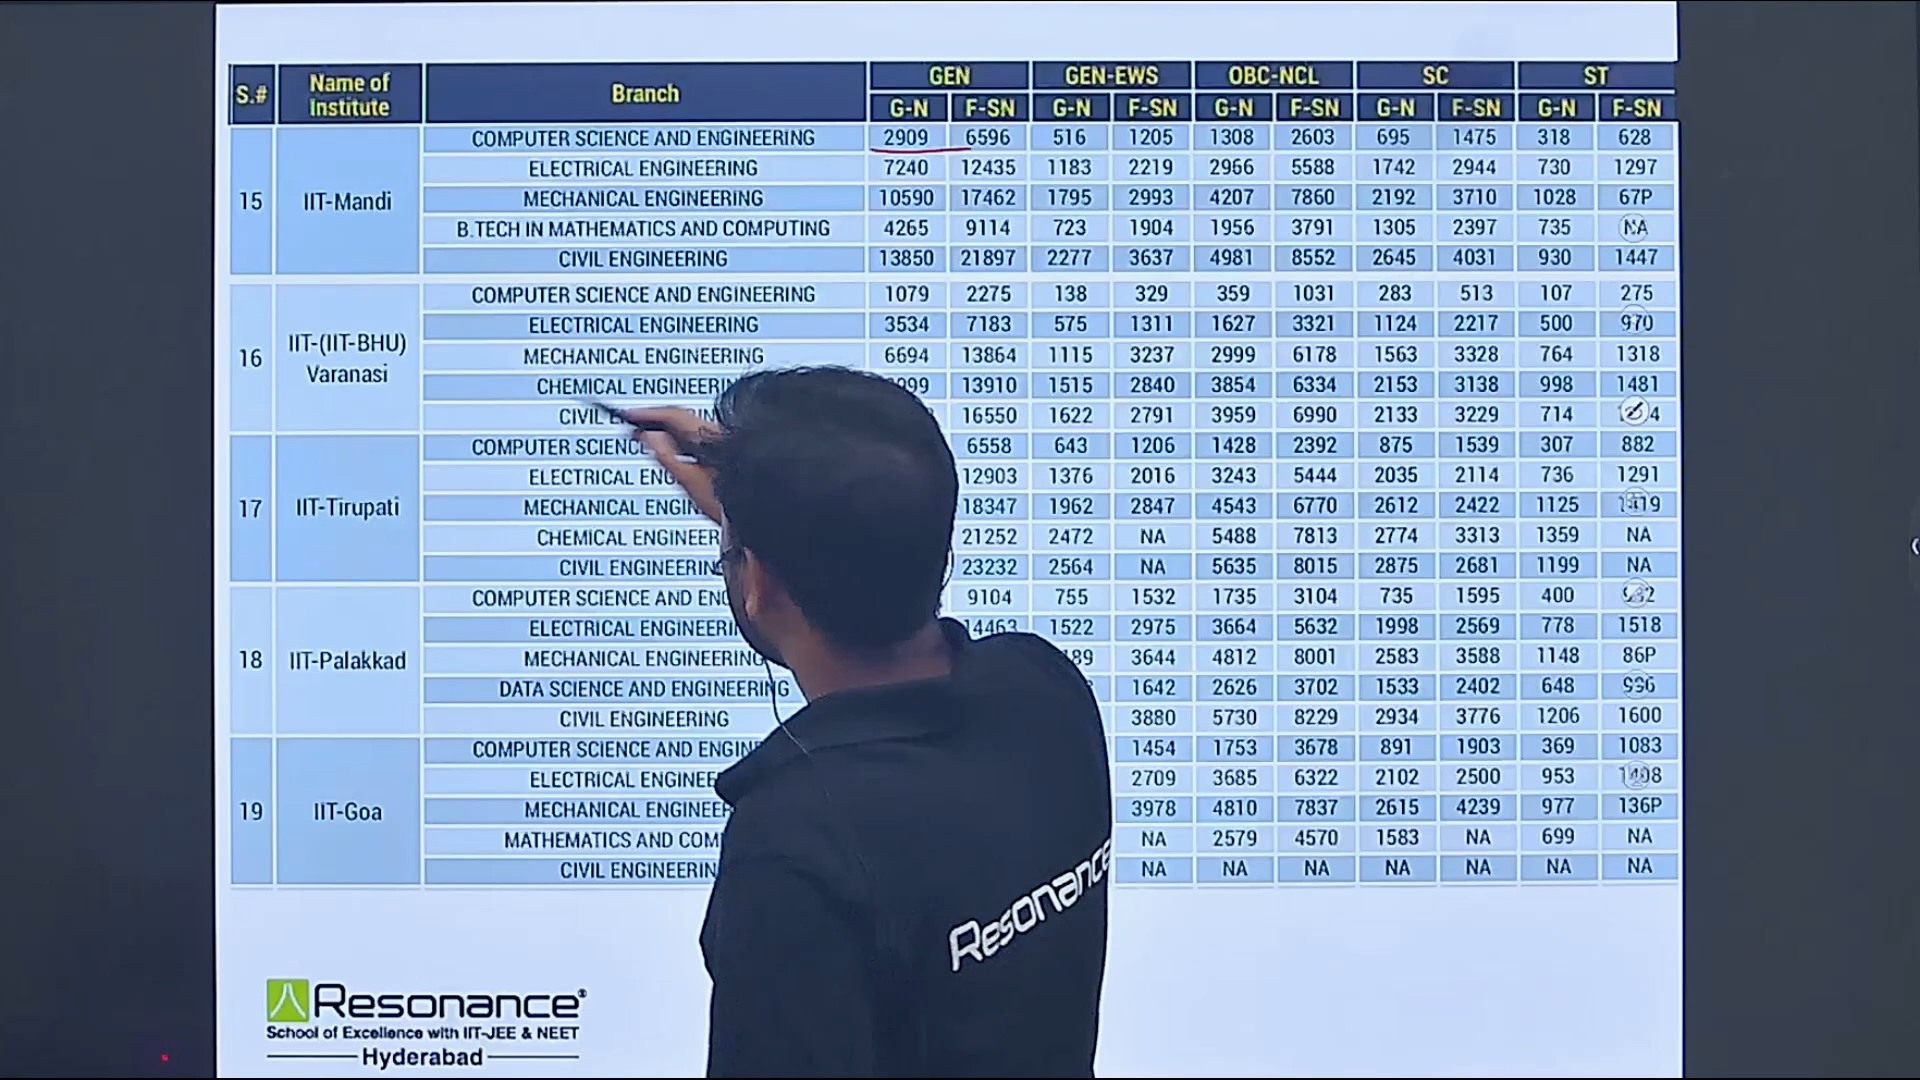 S.# Name of Institute Branch GEN GEN-EWS OBC-NCL SC ST
G-N F-SN G-N F-SN G-N F-SN G-N F-SN G-N F-SN
15 IIT-Mandi
COMPUTER SCIENCE AND ENGINEERING 2909 6596 516 1205 1308 2603 695 1475 318 628
ELECTRICAL ENGINEERING 7240 12435 1183 2219 2966 5588 1742 2944 730 1297
MECHANICAL ENGINEERING 10590 17462 1795 2993 4207 7860 2192 3710 1028 67P
B.TECH IN MATHEMATICS AND COMPUTING 4265 9114 723 1904 1956 3791 1305 2397 735 NA
CIVIL ENGINEERING 13850 21897 2277 3637 4981 8552 2645 4031 930 1447
16 IIT-(IIT-BHU) Varanasi
COMPUTER SCIENCE AND ENGINEERING 1079 2275 138 329 359 1031 283 513 107 275
ELECTRICAL ENGINEERING 3534 7183 575 1311 1627 3321 1124 2217 500 970
MECHANICAL ENGINEERING 6694 13864 1115 3237 2999 6178 1563 3328 764 1318
CHEMICAL 13910 1515 2840 3854 6334 2153 3138 998 1481
CIVIL 16550 1622 2791 3959 6990 2133 3229 714
17 IIT-Tirupati
COMPUTER SCIENCE 6558 643 1206 1428 2392 875 1539 307 882
ELECTRICAL 12903 1376 2016 3243 5444 2035 2114 736 1291
MECHANICAL 18347 1962 2847 4543 6770 2612 2422 1125
CHEMICAL 21252 2472 NA 5488 7813 2774 3313 1359 NA
CIVIL ENGINEERING 23232 2564 NA 5635 8015 2875 2681 1199 NA
18 IIT-Palakkad
COMPUTER SCIENCE AND 9104 755 1532 1735 3104 735 1595 400
ELECTRICAL 14463 1522 2975 3664 5632 1998 2569 778 1518
MECHANICAL ENGINEERING 3644 4812 8001 2583 3588 1148 86P
DATA SCIENCE AND ENGINEERING 1642 2626 3702 1533 2402 648
CIVIL ENGINEERING 3880 5730 8229 2934 3776 1206 1600
19 IIT-Goa
COMPUTER SCIENCE AND 1454 1753 3678 891 1903 369 1083
ELECTRICAL 2709 3685 6322 2102 2500 953
MECHANICAL 3978 4810 7837 2615 4239 977 136P
MATHEMATICS AND NA 2579 4570 1583 NA 699 NA
CIVIL NA NA NA NA NA NA NA
Resonance
Resonance®
School of Excellence with IIT-JEE & NEET
Hyderabad